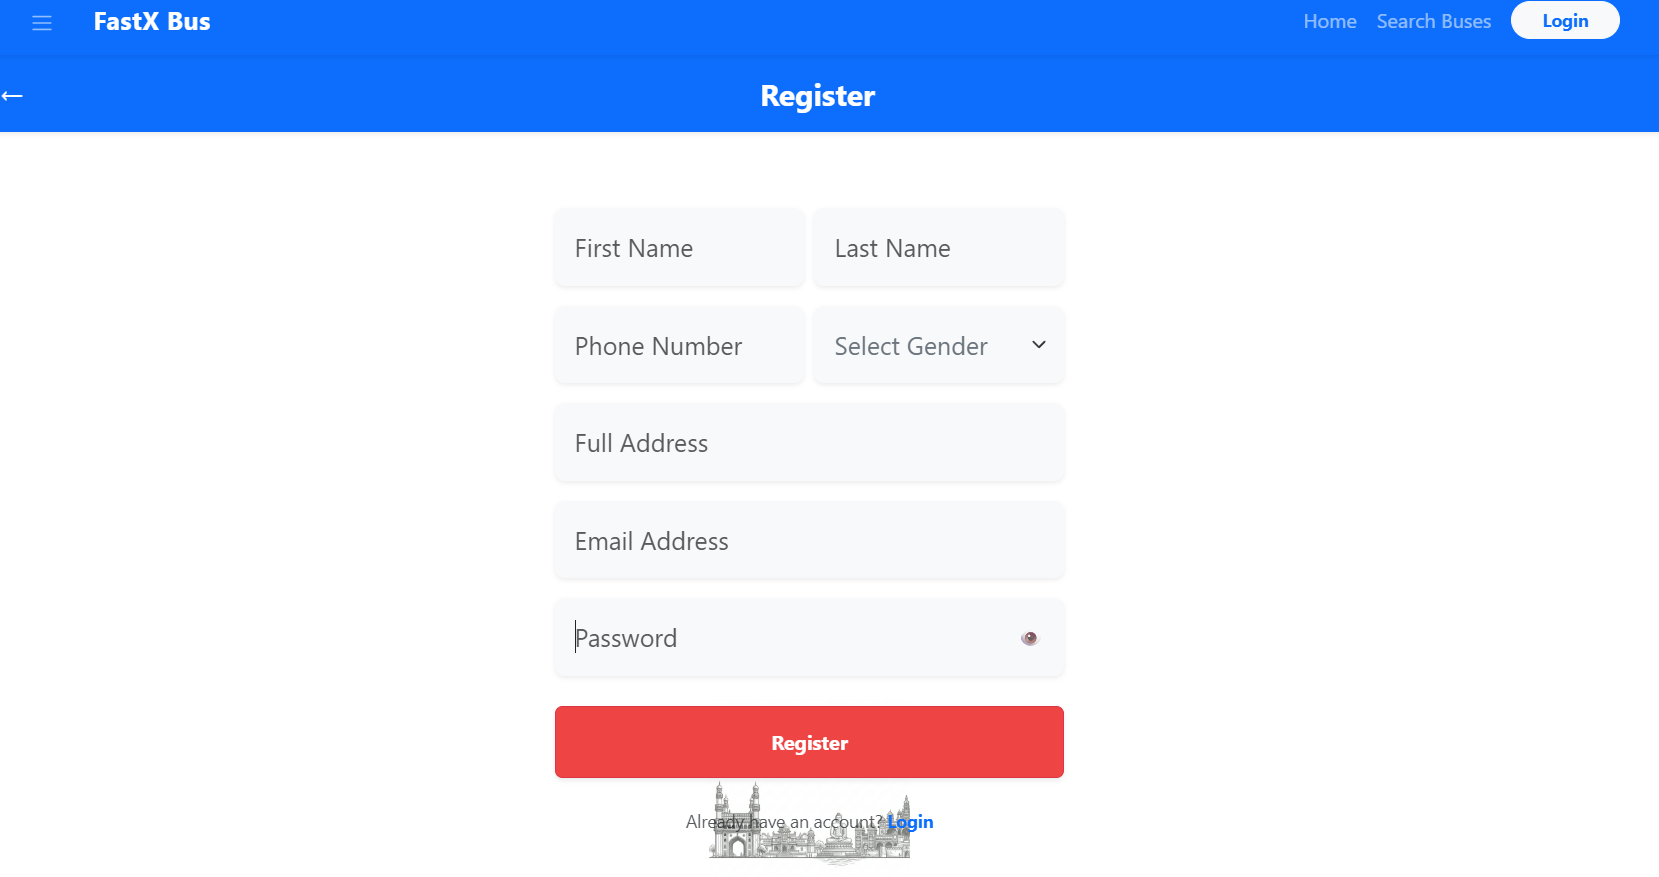 FastX Bus Home Search Buses Login
← Register
First Name Last Name
Phone Number Select Gender
Full Address
Email Address
Password
Register
Already have an account? Login